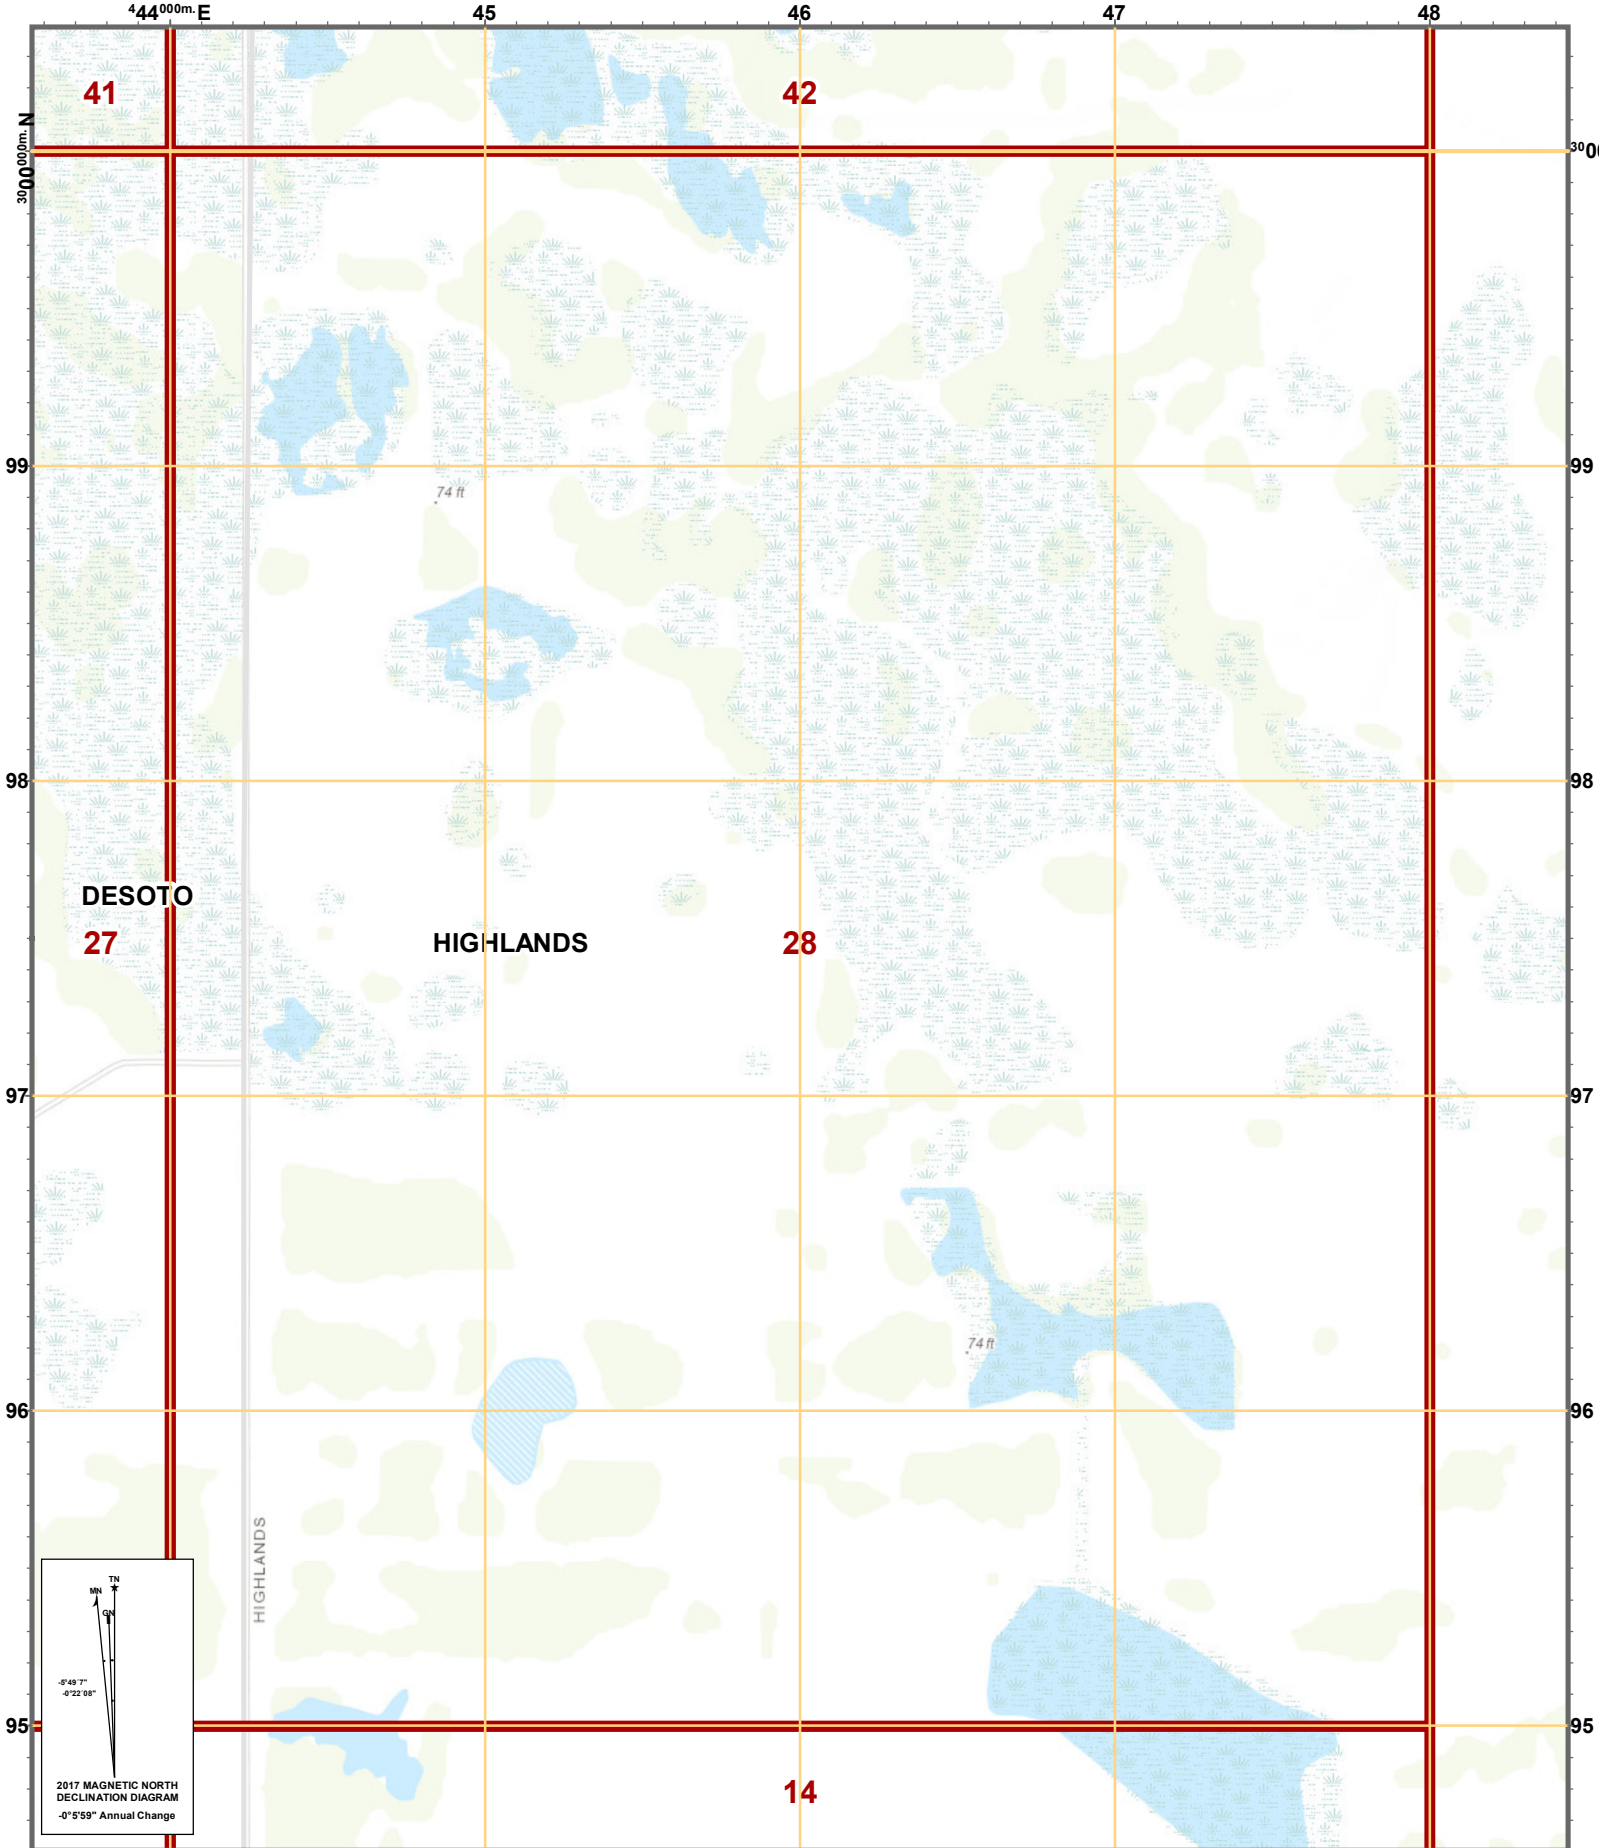 444000m. E 45 46 47 48
41 42
3000000m. N
3000
99 74 ft 99
98 98
DESOTO
27 HIGHLANDS 28
97 97
74 ft
96 96
HIGHLANDS
TN
MN
GN
-5°49'7"
-0°22'08"
95 95
2017 MAGNETIC NORTH
DECLINATION DIAGRAM
-0°5'59" Annual Change
14